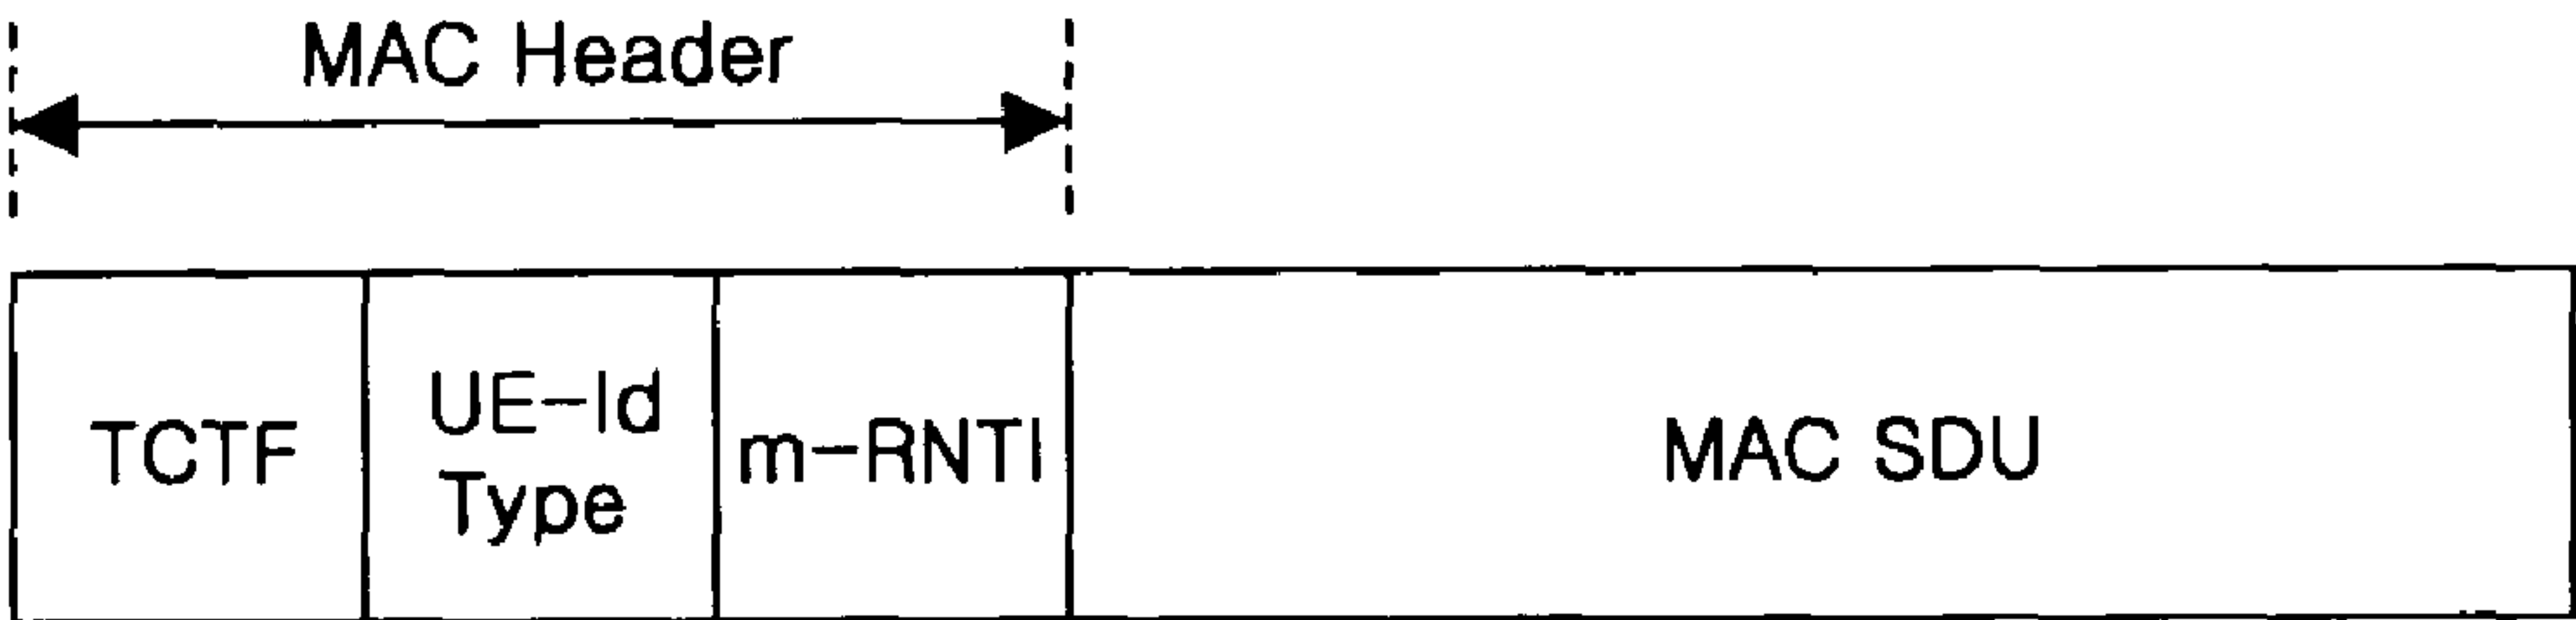 MAC Header
TCTF
UE-Id
Type
m-RNTI
MAC SDU